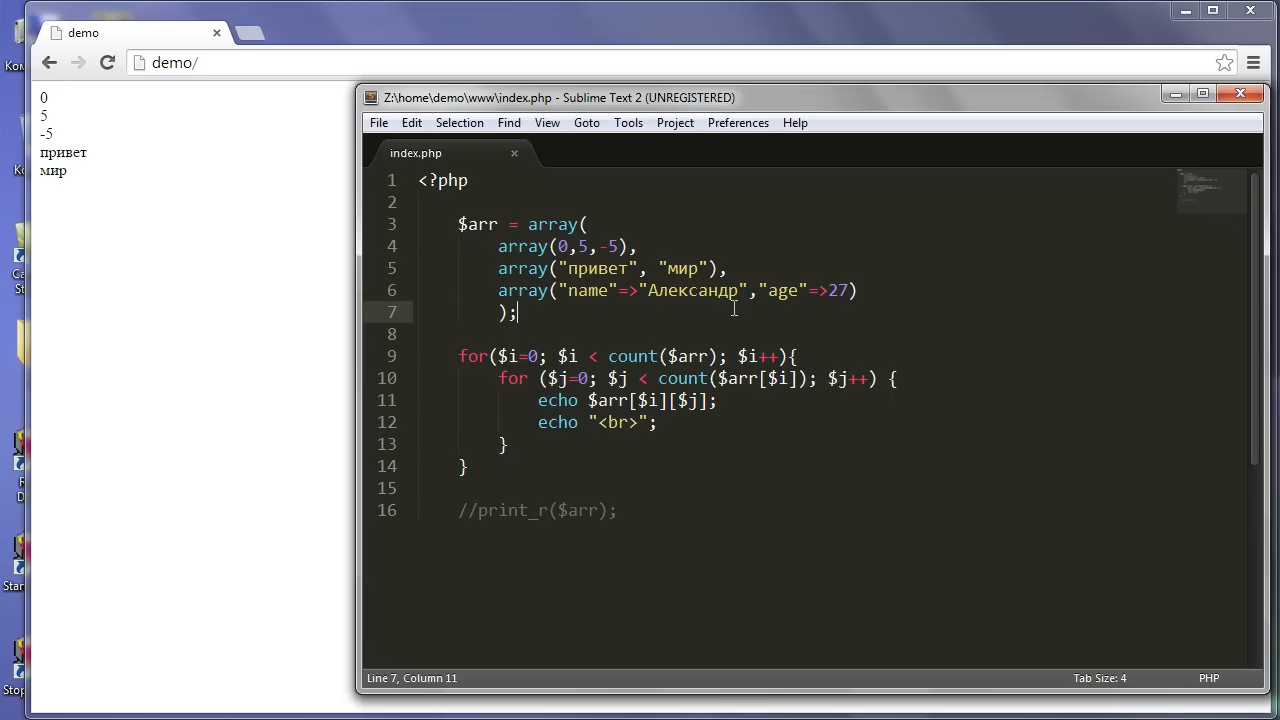 demo
demo/
0
5
-5
привет
мир
Z:\home\demo\www\index.php - Sublime Text 2 (UNREGISTERED)
File Edit Selection Find View Goto Tools Project Preferences Help
index.php
1 <?php
2
3 $arr = array(
4 array(0,5,-5),
5 array("привет", "мир"),
6 array("name"=>"Александр","age"=>27)
7 );
8
9 for($i=0; $i < count($arr); $i++){
10 for ($j=0; $j < count($arr[$i]); $j++) {
11 echo $arr[$i][$j];
12 echo "<br>";
13 }
14 }
15
16 //print_r($arr);
Line 7, Column 11
Tab Size: 4
PHP